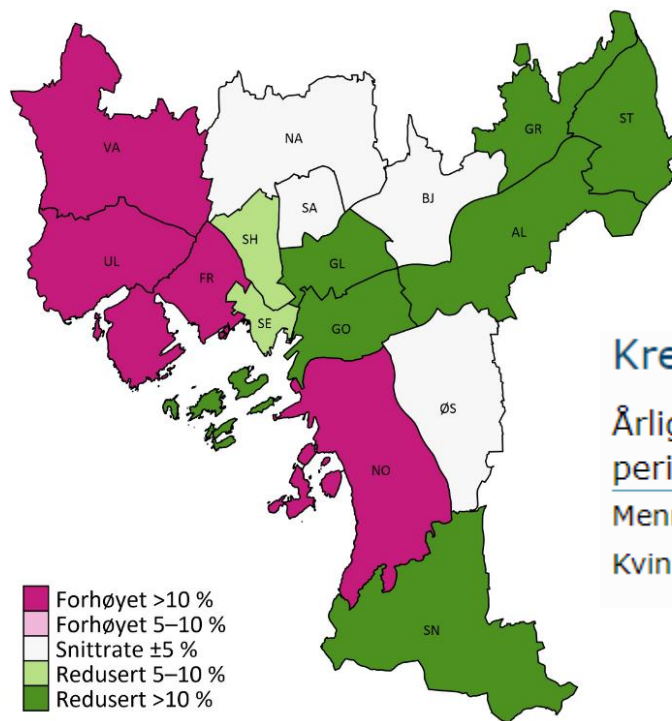 GR
ST
VA
NA
SA
BJ
SH
AL
UL
FR
GL
SE
GO
ØS
NO
SN
Forhøyet >10 %
Forhøyet 5–10 %
Snittrate ±5 %
Redusert 5–10 %
Redusert >10 %